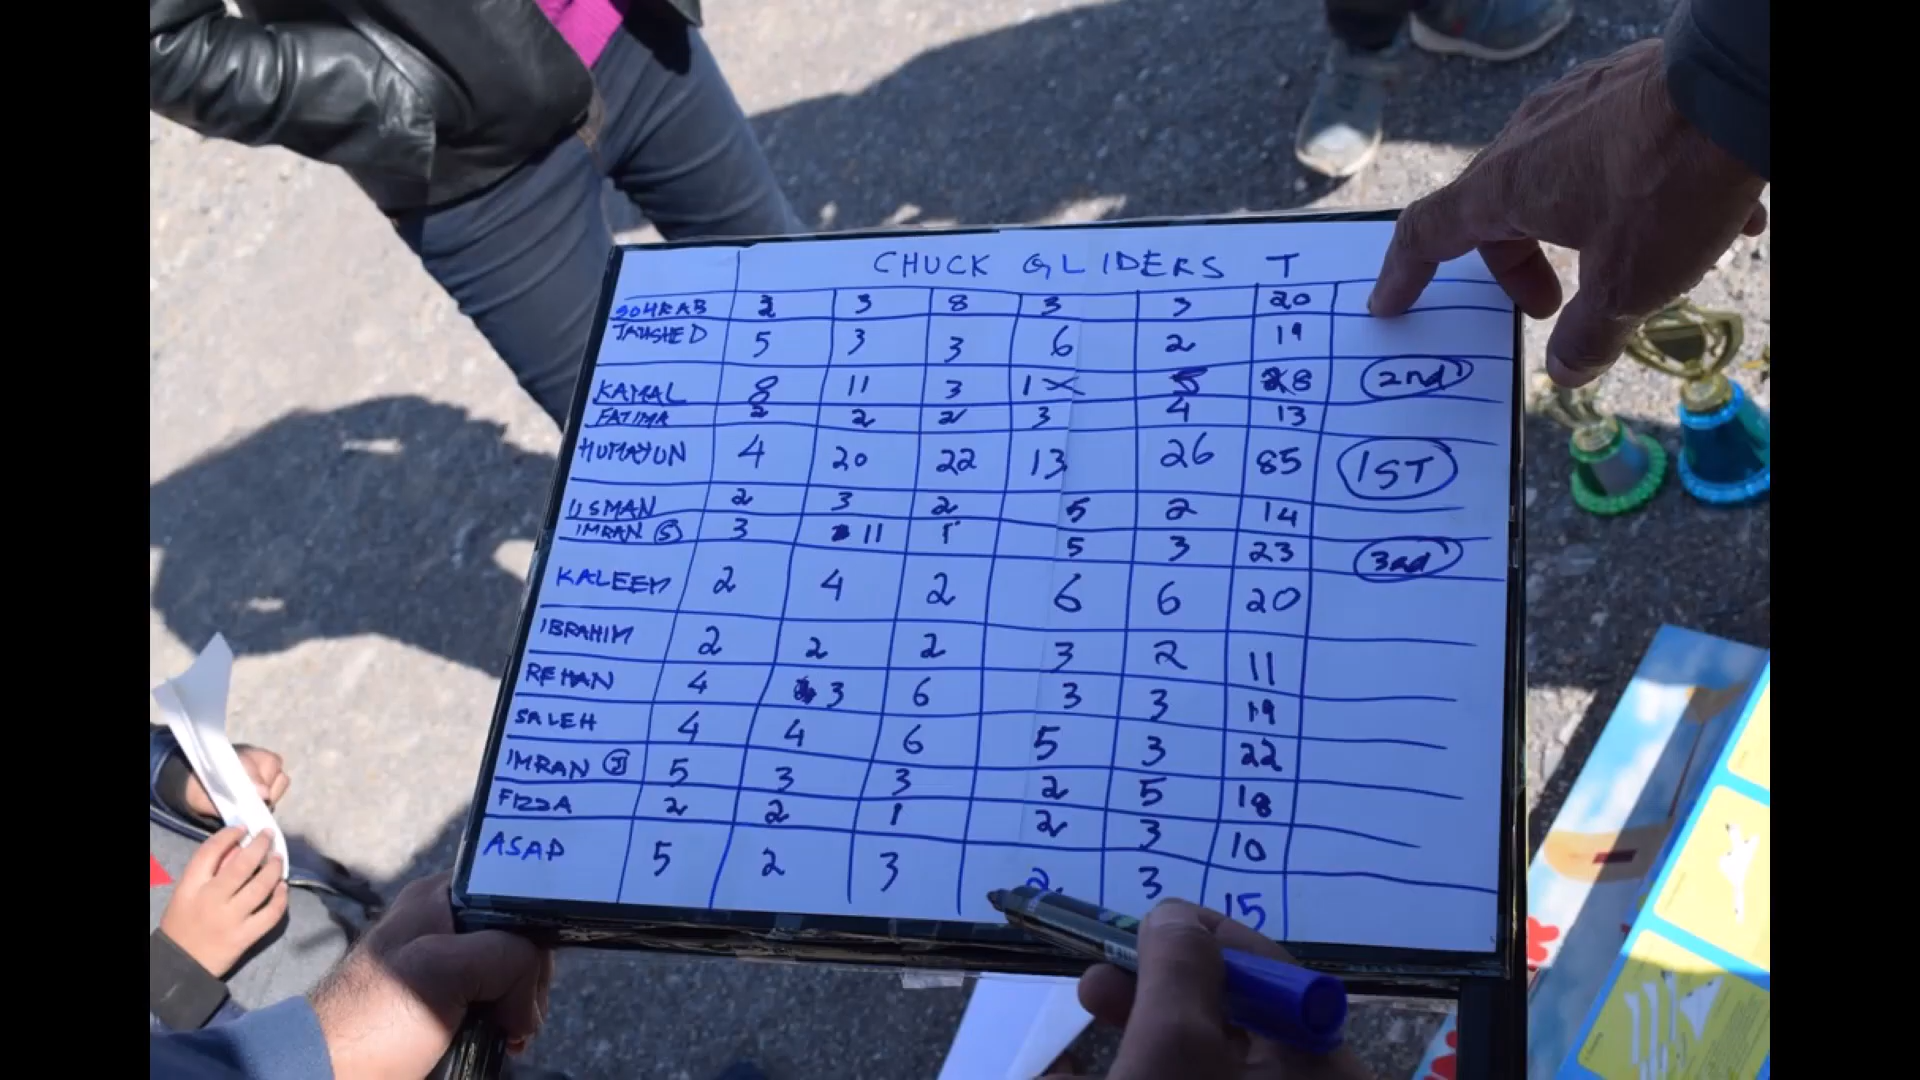 CHUCK GLIDERS T
SOHRAB 2 3 8 3 3 20
JAMSHED 5 3 3 6 2 19
KAMAL 8 11 3 1 28 2nd
FATIMA 2 2 2 3 4 13
HUMAYUN 4 20 22 13 26 85 1ST
USMAN 2 3 2 5 2 14
IMRAN S 3 11 1 5 3 23 3rd
KALEEM 2 4 2 6 6 20
IBRAHIM 2 2 2 3 2 11
REHAN 4 3 6 3 3 19
SALEH 4 4 6 5 3 22
IMRAN J 5 3 3 2 5 18
FIZZA 2 2 1 2 3 10
ASAD 5 2 3 2 3 15